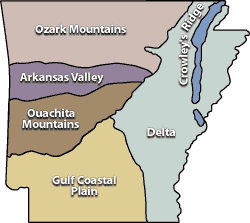 Ozark Mountains
Crowley's Ridge
Arkansas Valley
Ouachita
Mountains
Delta
Gulf Coastal
Plain